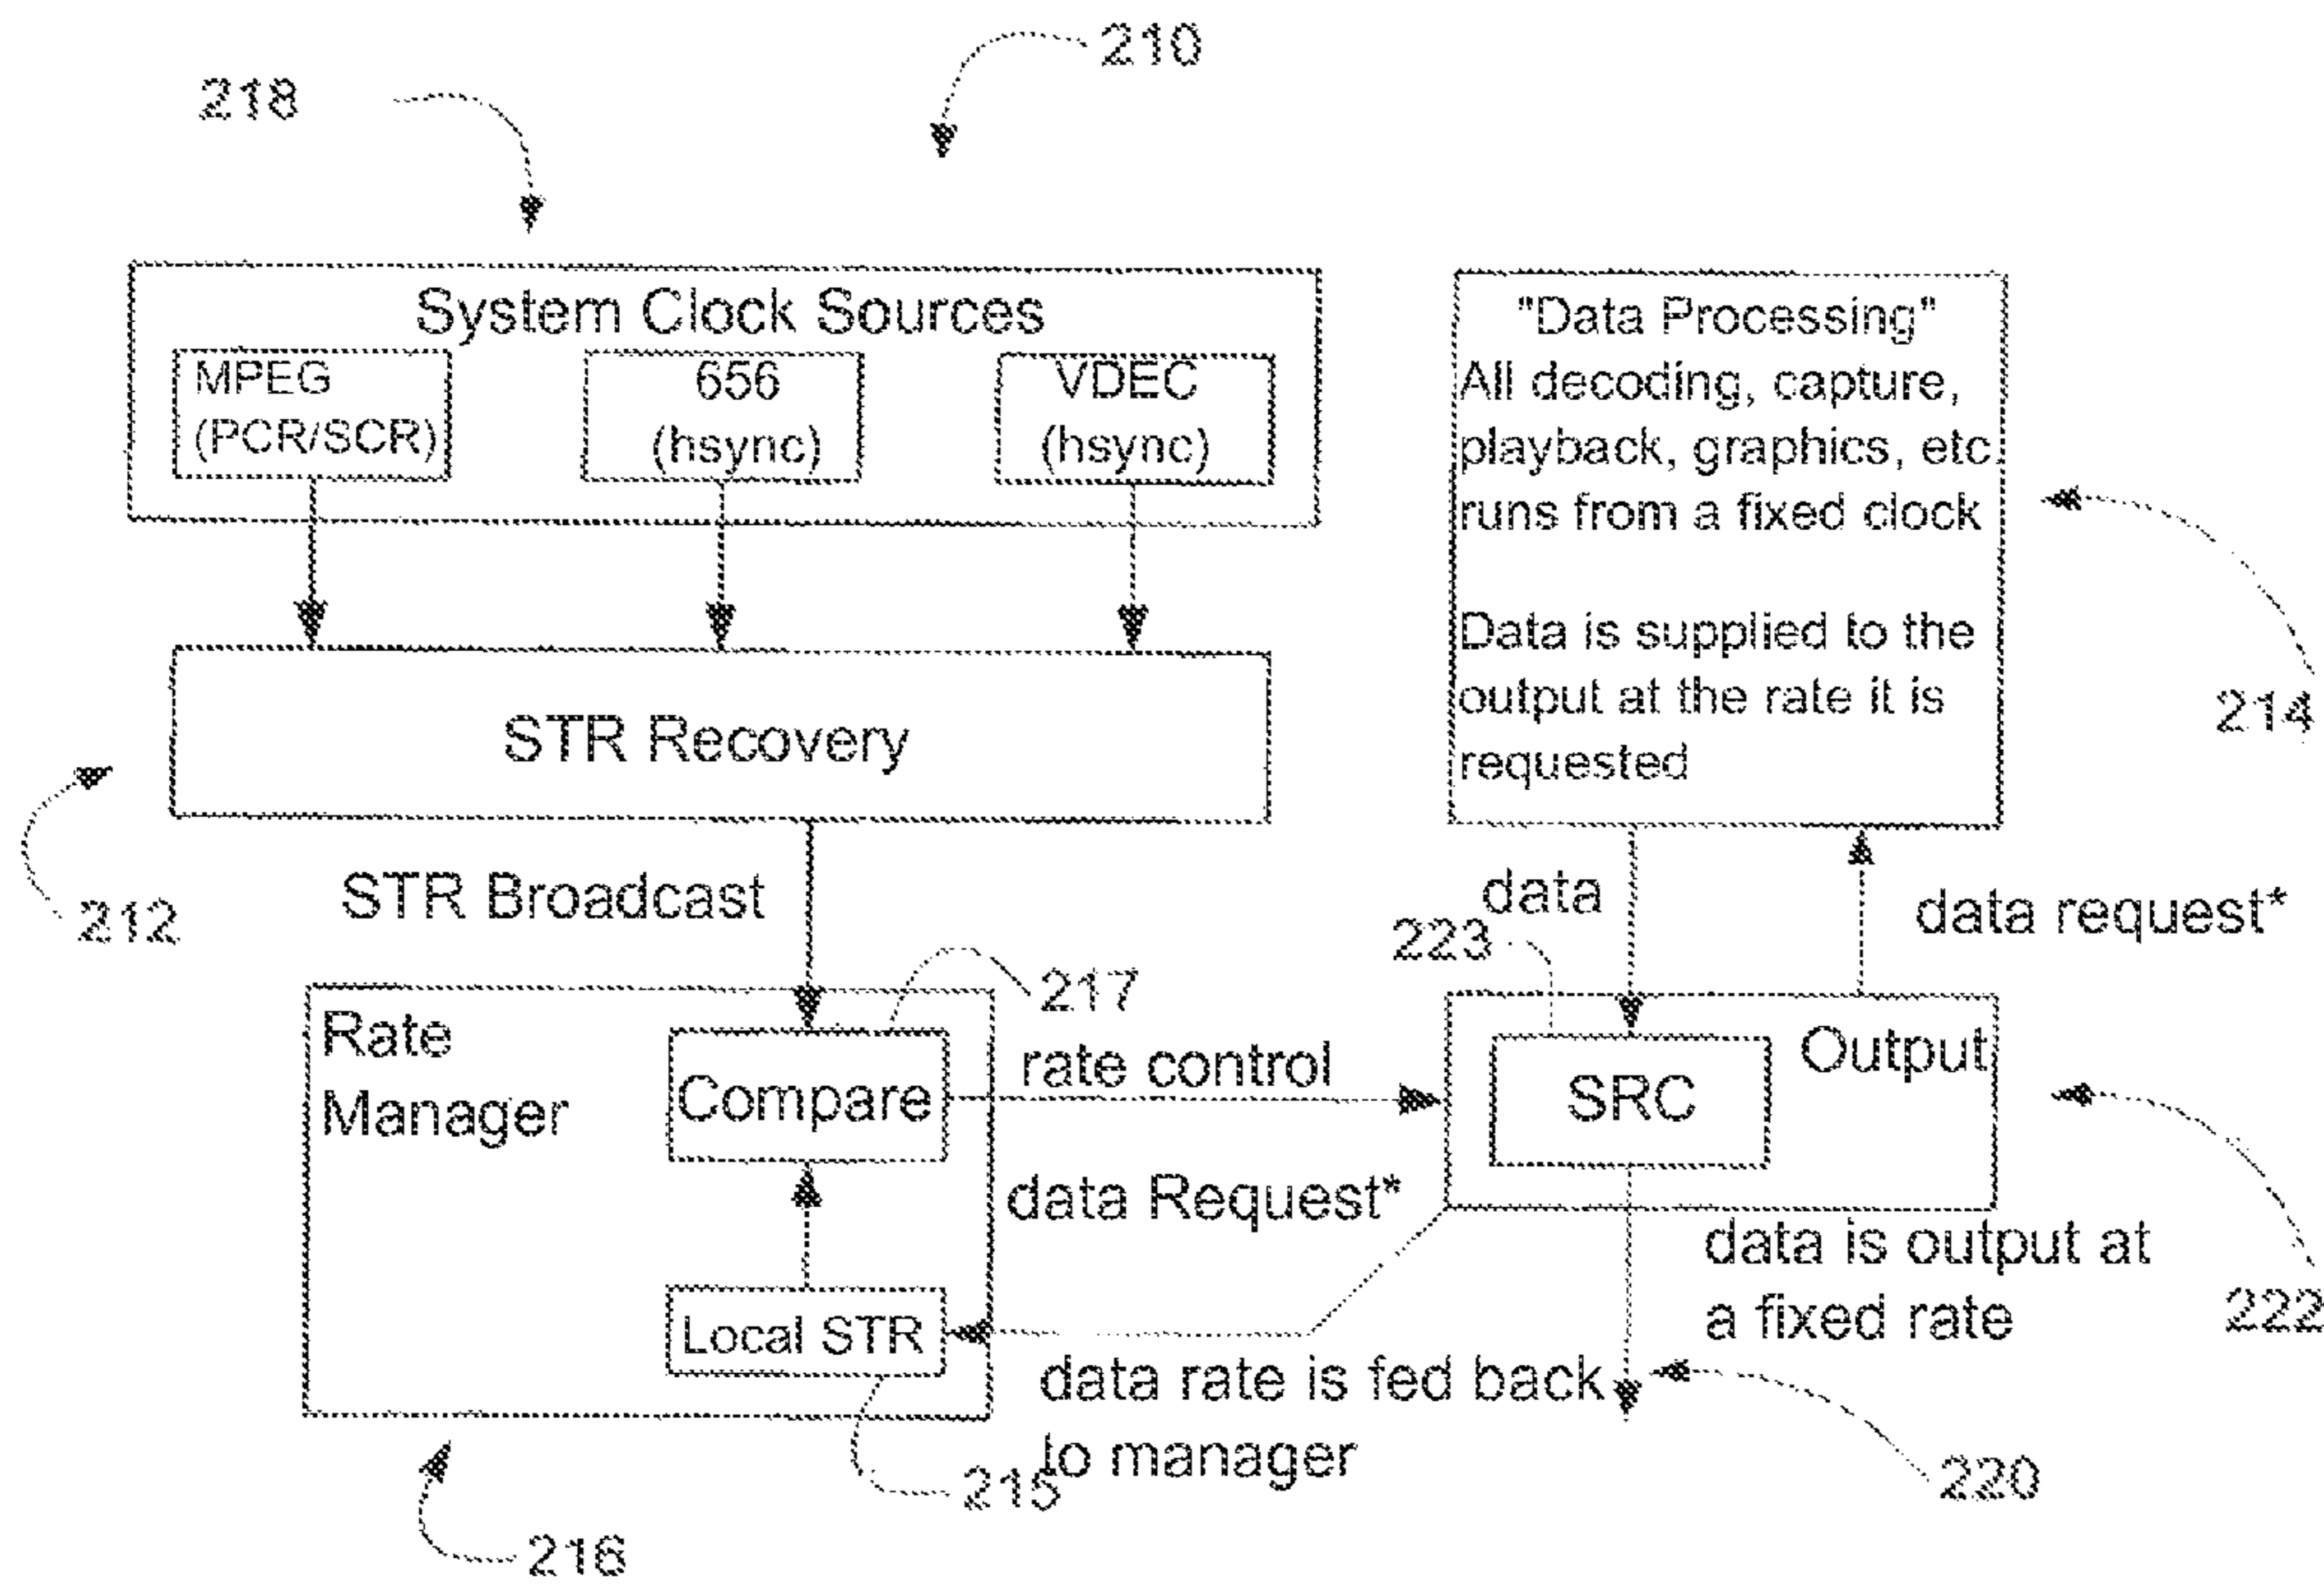 210
218
System Clock Sources
MPEG
(PCR/SCR)
656
(hsync)
VDEC
(hsync)
"Data Processing"
All decoding, capture,
playback, graphics, etc.
runs from a fixed clock
Data is supplied to the
output at the rate it is
requested
214
STR Recovery
212
STR Broadcast
data
data request*
223
217
Rate
Manager
Compare
rate control
SRC
Output
data Request*
Local STR
data is output at
a fixed rate
222
data rate is fed back
to manager
215
220
216